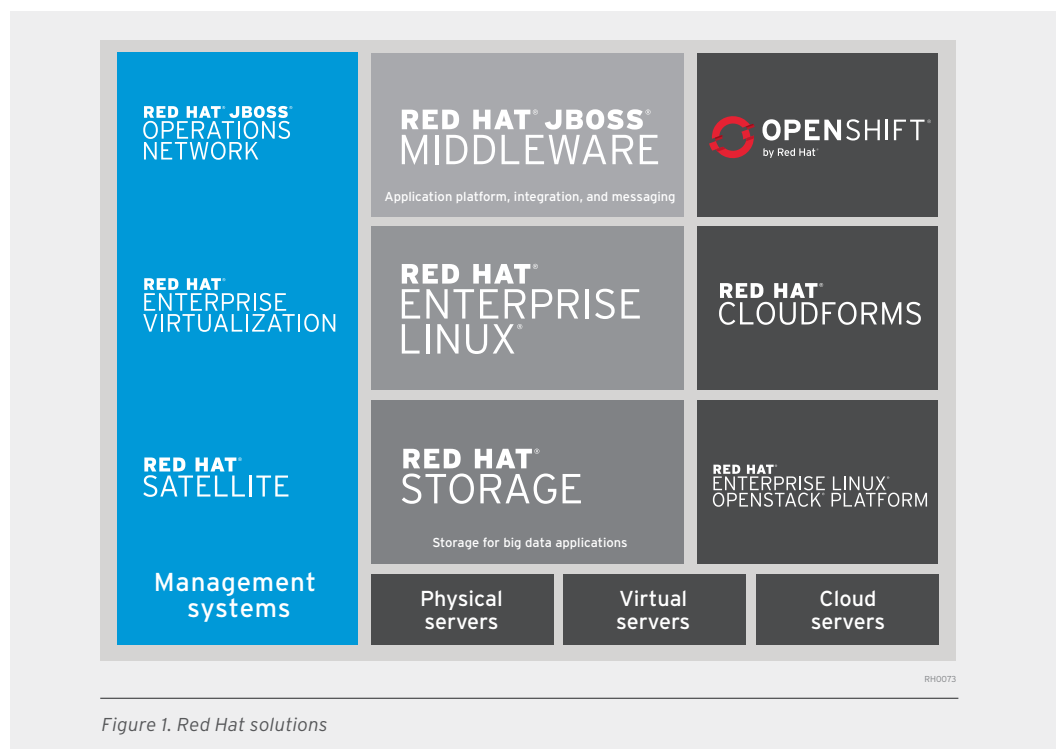 RED HAT® JBOSS®
OPERATIONS
NETWORK
RED HAT®
ENTERPRISE
VIRTUALIZATION
RED HAT®
SATELLITE
Management
systems
RED HAT® JBOSS®
MIDDLEWARE
Application platform, integration, and messaging
RED HAT®
ENTERPRISE
LINUX®
RED HAT®
STORAGE
Storage for big data applications
OPENSHIFT®
by Red Hat®
RED HAT®
CLOUDFORMS
RED HAT®
ENTERPRISE LINUX®
OPENSTACK® PLATFORM
Physical
servers
Virtual
servers
Cloud
servers
RH0073
Figure 1. Red Hat solutions